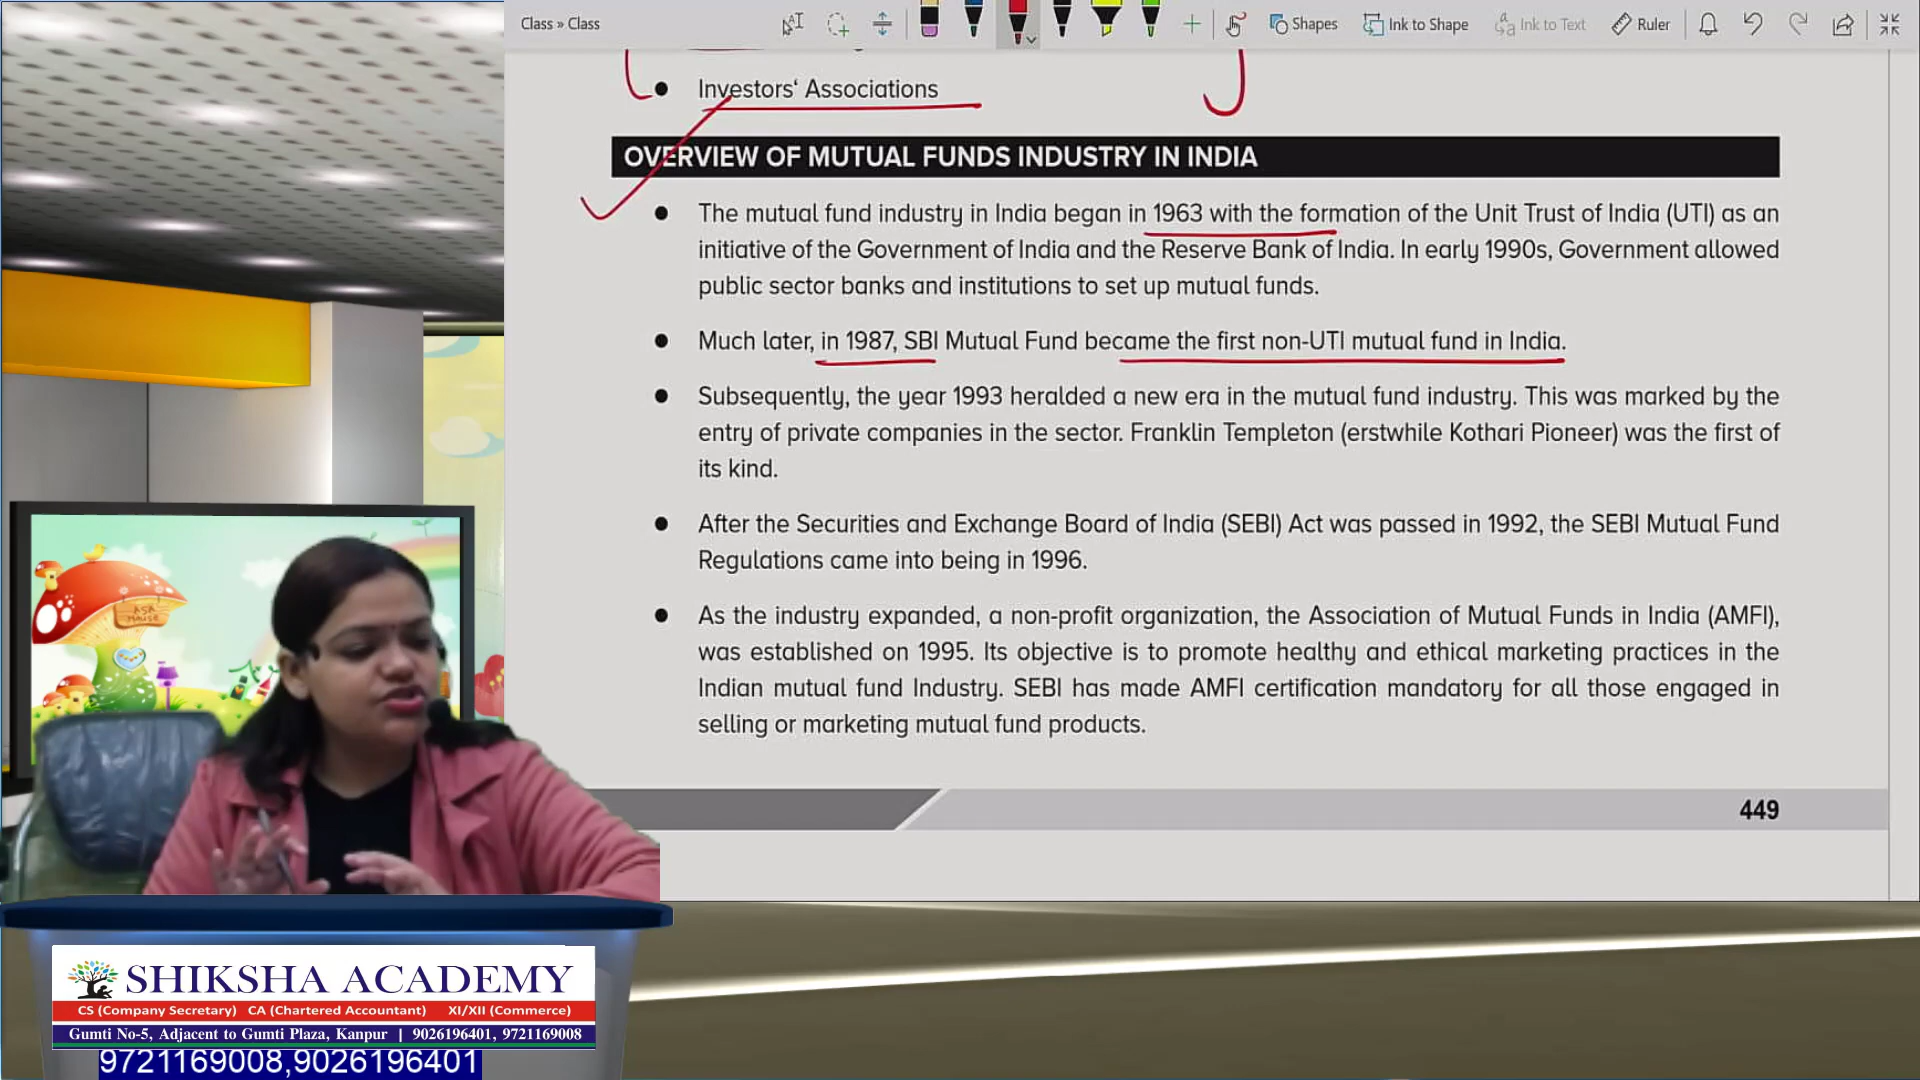 Class » Class
Shapes
Ink to Shape
Ink to Text
Ruler
● Investors‘ Associations
OVERVIEW OF MUTUAL FUNDS INDUSTRY IN INDIA
● The mutual fund industry in India began in 1963 with the formation of the Unit Trust of India (UTI) as an
initiative of the Government of India and the Reserve Bank of India. In early 1990s, Government allowed
public sector banks and institutions to set up mutual funds.
● Much later, in 1987, SBI Mutual Fund became the first non-UTI mutual fund in India.
● Subsequently, the year 1993 heralded a new era in the mutual fund industry. This was marked by the
entry of private companies in the sector. Franklin Templeton (erstwhile Kothari Pioneer) was the first of
its kind.
● After the Securities and Exchange Board of India (SEBI) Act was passed in 1992, the SEBI Mutual Fund
Regulations came into being in 1996.
● As the industry expanded, a non-profit organization, the Association of Mutual Funds in India (AMFI),
was established on 1995. Its objective is to promote healthy and ethical marketing practices in the
Indian mutual fund Industry. SEBI has made AMFI certification mandatory for all those engaged in
selling or marketing mutual fund products.
449
SHIKSHA ACADEMY
CS (Company Secretary) CA (Chartered Accountant) XI/XII (Commerce)
Gumti No-5, Adjacent to Gumti Plaza, Kanpur | 9026196401, 9721169008
9721169008,9026196401